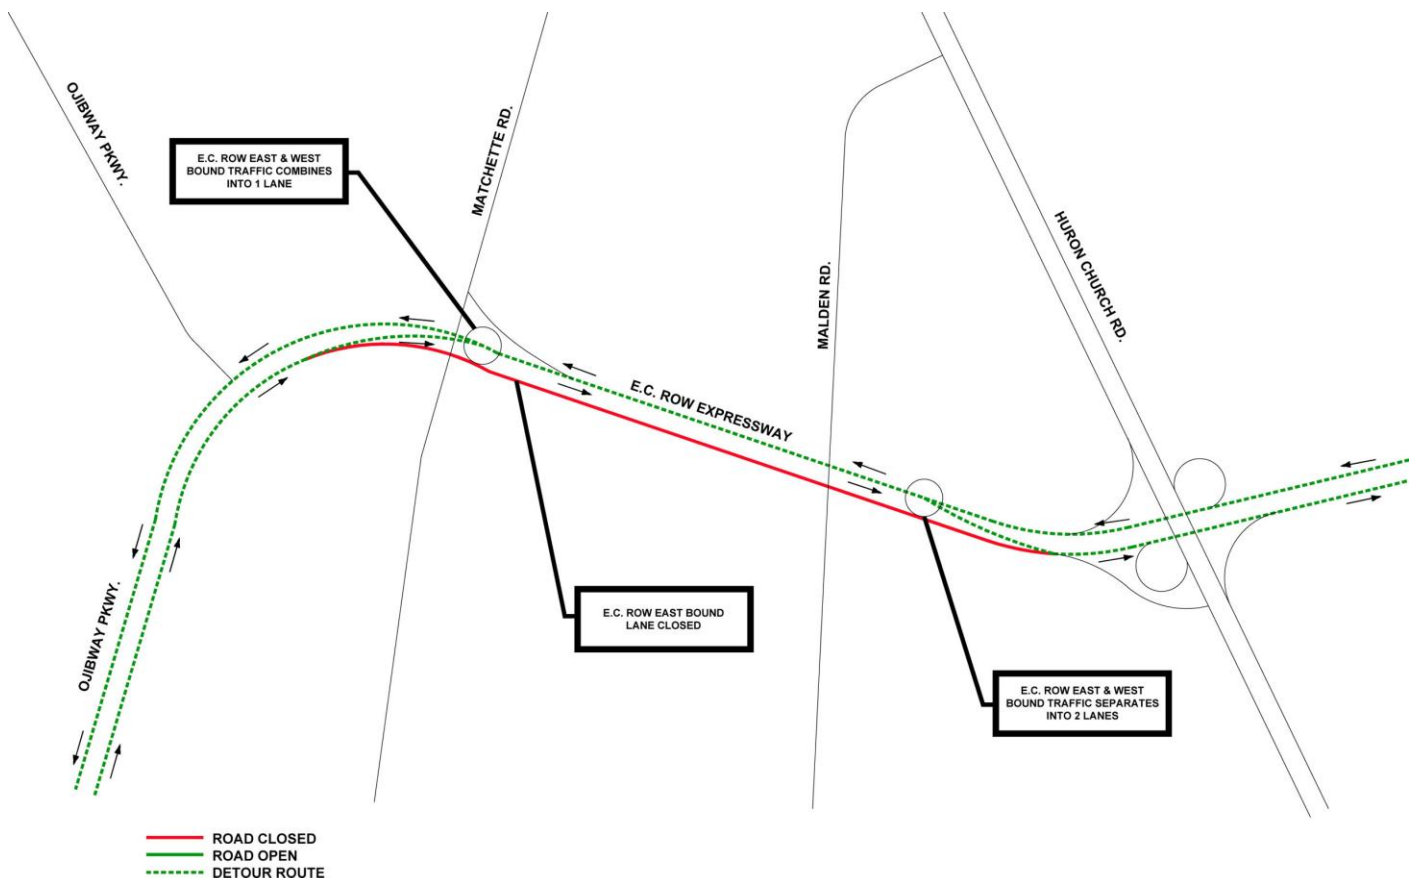 OJIBWAY PKWY.
MATCHETTE RD.
E.C. ROW EAST & WEST
BOUND TRAFFIC COMBINES
INTO 1 LANE
MALDEN RD.
HURON CHURCH RD.
E.C. ROW EXPRESSWAY
OJIBWAY PKWY.
E.C. ROW EAST BOUND
LANE CLOSED
E.C. ROW EAST & WEST
BOUND TRAFFIC SEPARATES
INTO 2 LANES
ROAD CLOSED
ROAD OPEN
DETOUR ROUTE